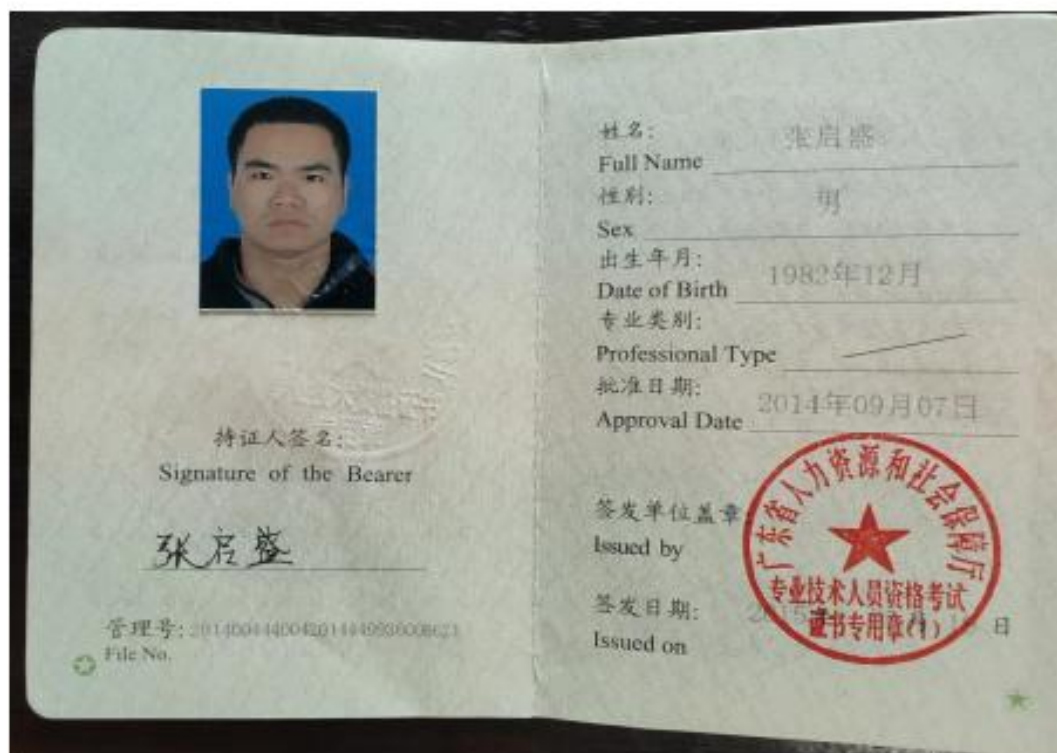 持证人签名:
Signature of the Bearer
张启盛
管理号:
File No.
姓名: 张启盛
Full Name
性别: 男
Sex
出生年月: 1982年12月
Date of Birth
专业类别:
Professional Type
批准日期: 2014年09月07日
Approval Date
签发单位盖章
Issued by
签发日期: 日
Issued on
广东省人力资源和社会保障厅
专业技术人员资格考试
证书专用章(1)